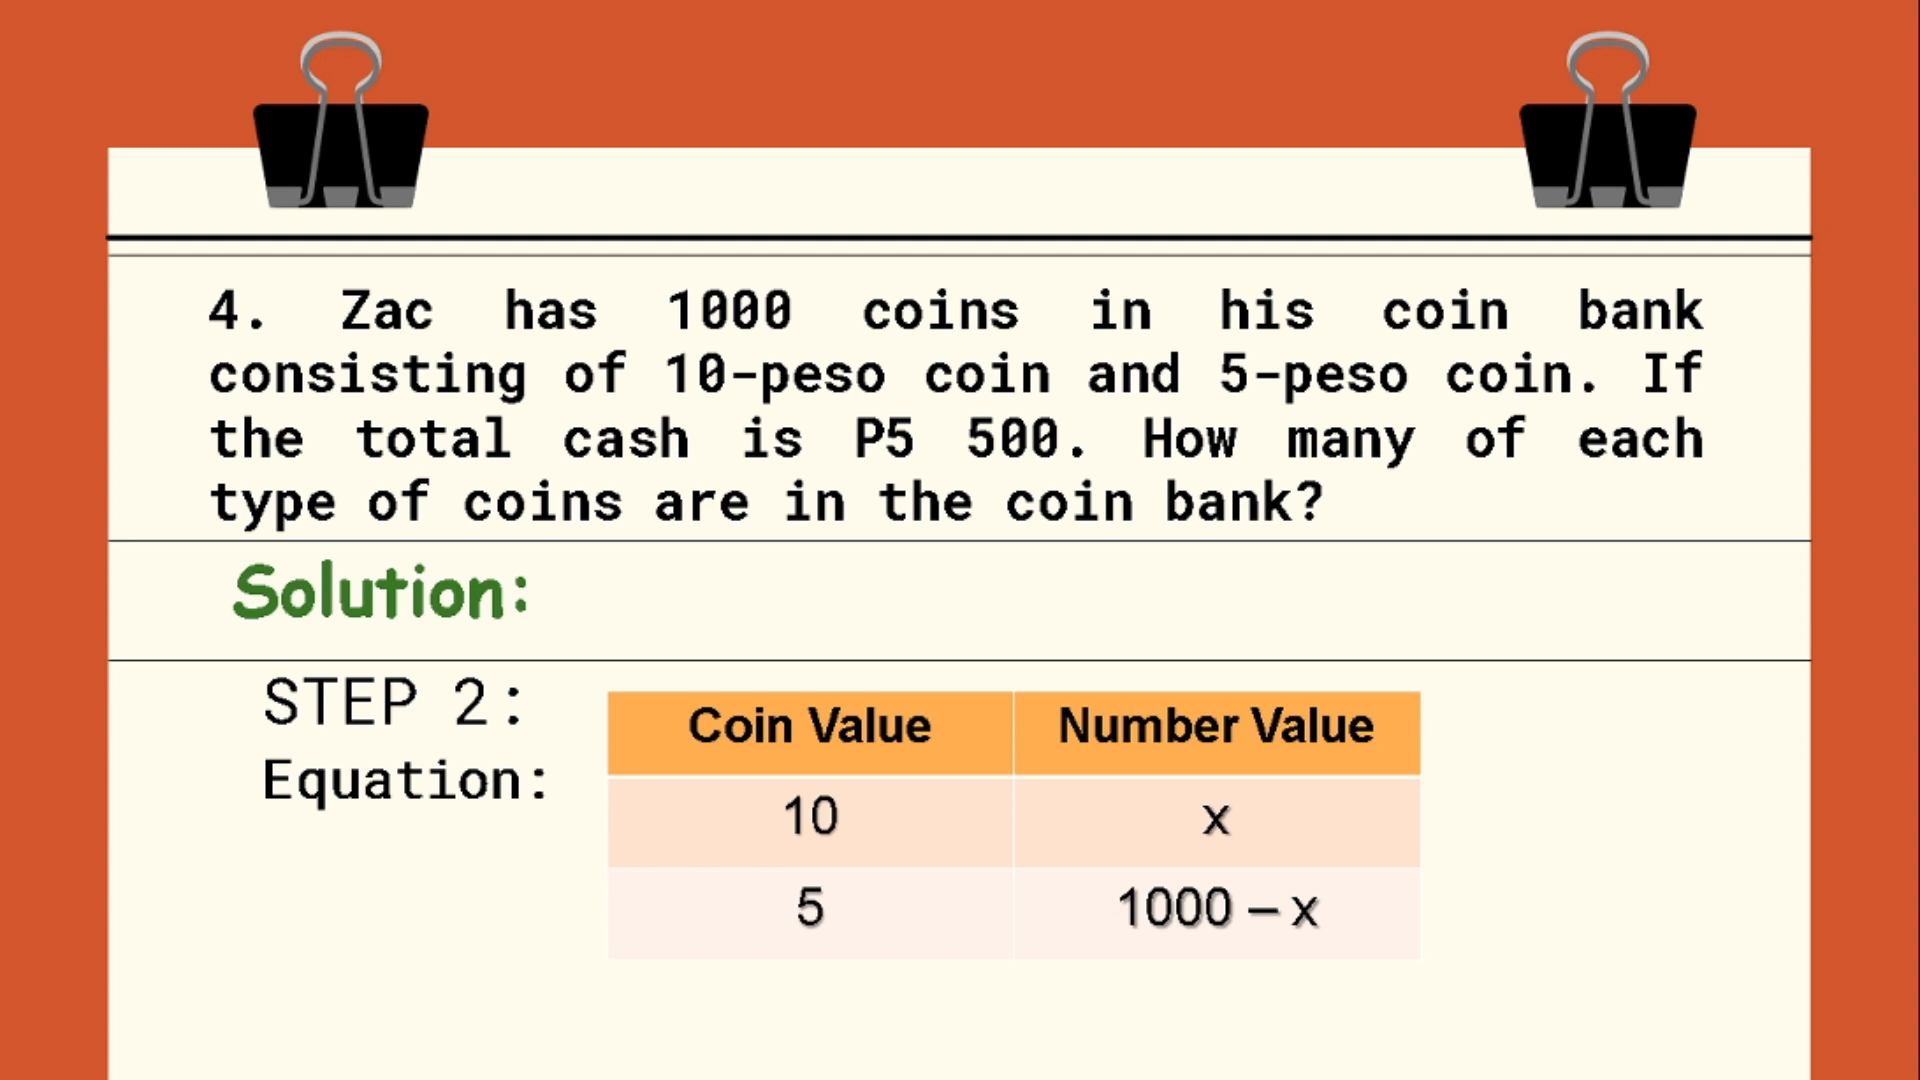 4. Zac has 1000 coins in his coin bank
consisting of 10-peso coin and 5-peso coin. If
the total cash is P5 500. How many of each
type of coins are in the coin bank?
Solution:
STEP 2:
Equation:
Coin Value Number Value
10 x
5 1000 – x